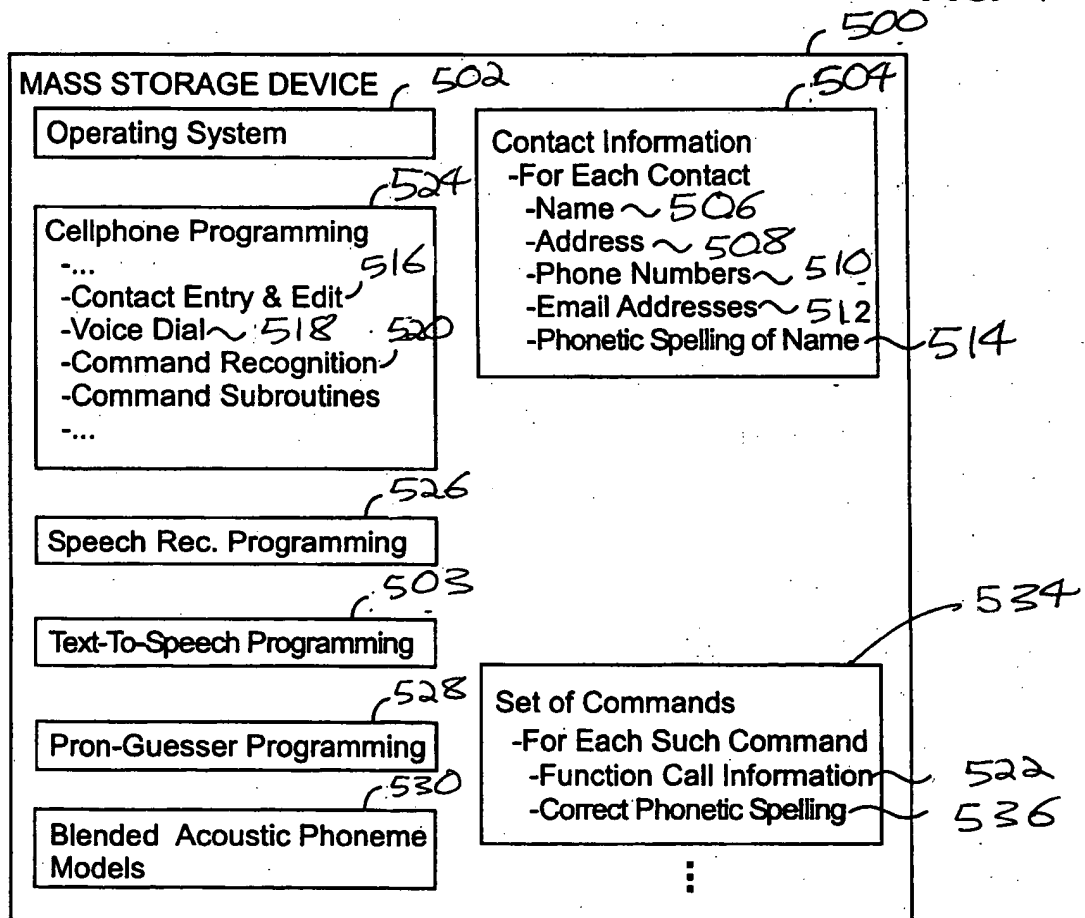 500
MASS STORAGE DEVICE 502
Operating System
524
Cellphone Programming
-...
516
-Contact Entry & Edit
-Voice Dial 518 520
-Command Recognition
-Command Subroutines
-...
526
Speech Rec. Programming
503
Text-To-Speech Programming
528
Pron-Guesser Programming
530
Blended Acoustic Phoneme
Models
504
Contact Information
-For Each Contact
-Name 506
-Address 508
-Phone Numbers 510
-Email Addresses 512
-Phonetic Spelling of Name 514
534
Set of Commands
-For Each Such Command
-Function Call Information 522
-Correct Phonetic Spelling 536
⋮